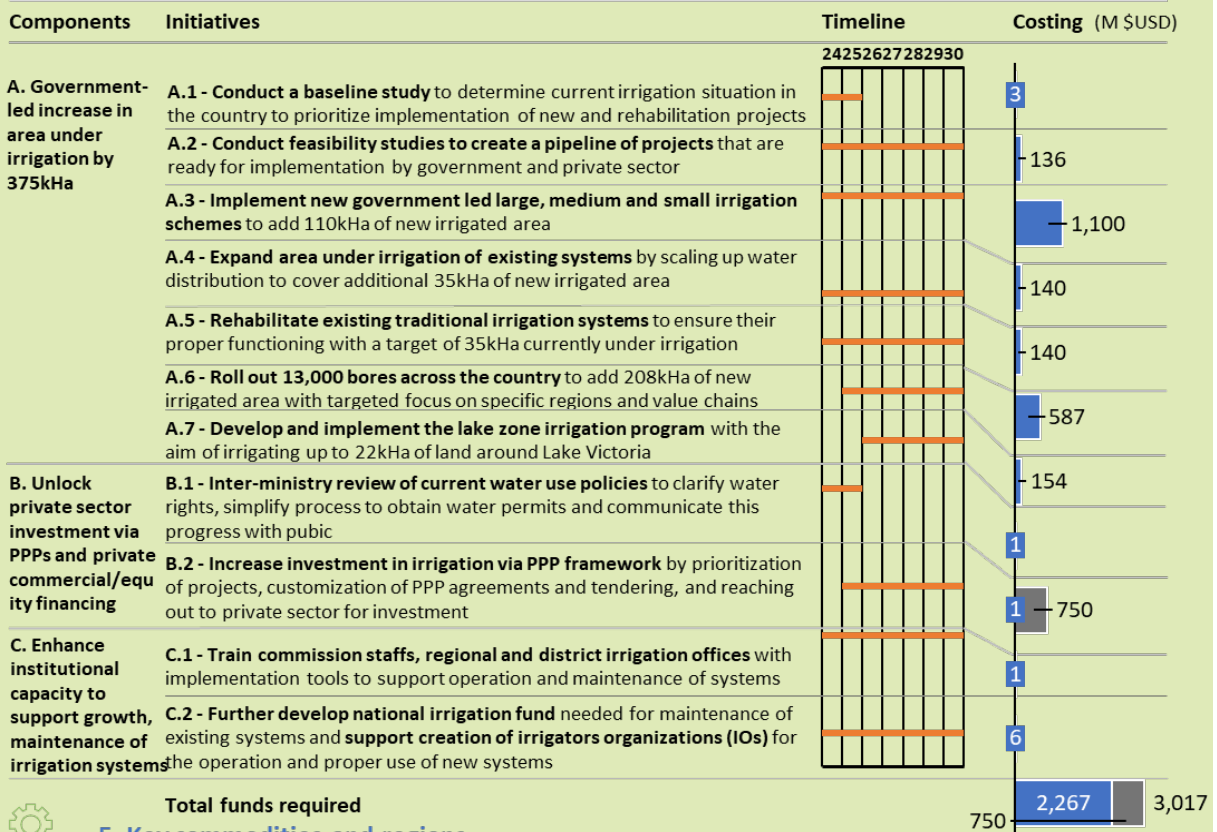 Components Initiatives Timeline Costing (M $USD)
24252627282930
A. Government-
led increase in
area under
irrigation by
375kHa
A.1 - Conduct a baseline study to determine current irrigation situation in
the country to prioritize implementation of new and rehabilitation projects
3
A.2 - Conduct feasibility studies to create a pipeline of projects that are
ready for implementation by government and private sector
136
A.3 - Implement new government led large, medium and small irrigation
schemes to add 110kHa of new irrigated area
1,100
A.4 - Expand area under irrigation of existing systems by scaling up water
distribution to cover additional 35kHa of new irrigated area
140
A.5 - Rehabilitate existing traditional irrigation systems to ensure their
proper functioning with a target of 35kHa currently under irrigation
140
A.6 - Roll out 13,000 bores across the country to add 208kHa of new
irrigated area with targeted focus on specific regions and value chains
587
A.7 - Develop and implement the lake zone irrigation program with the
aim of irrigating up to 22kHa of land around Lake Victoria
154
B. Unlock
private sector
investment via
PPPs and private
commercial/equ
ity financing
B.1 - Inter-ministry review of current water use policies to clarify water
rights, simplify process to obtain water permits and communicate this
progress with pubic
1
B.2 - Increase investment in irrigation via PPP framework by prioritization
of projects, customization of PPP agreements and tendering, and reaching
out to private sector for investment
1 750
C. Enhance
institutional
capacity to
support growth,
maintenance of
irrigation systems
C.1 - Train commission staffs, regional and district irrigation offices with
implementation tools to support operation and maintenance of systems
1
C.2 - Further develop national irrigation fund needed for maintenance of
existing systems and support creation of irrigators organizations (IOs) for
the operation and proper use of new systems
6
Total funds required
2,267 3,017
750
5. Key commodities and regions